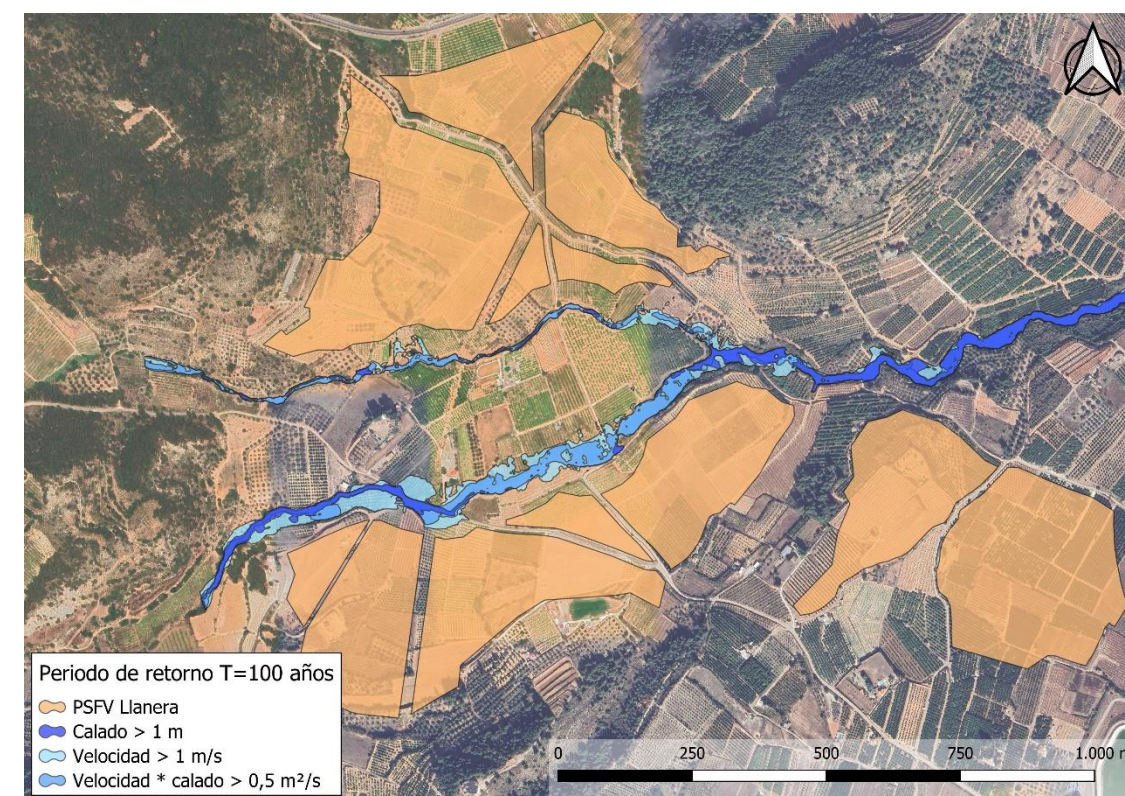 Periodo de retorno T=100 años
PSFV Llanera
Calado > 1 m
Velocidad > 1 m/s
Velocidad * calado > 0,5 m²/s
0 250 500 750 1.000 m